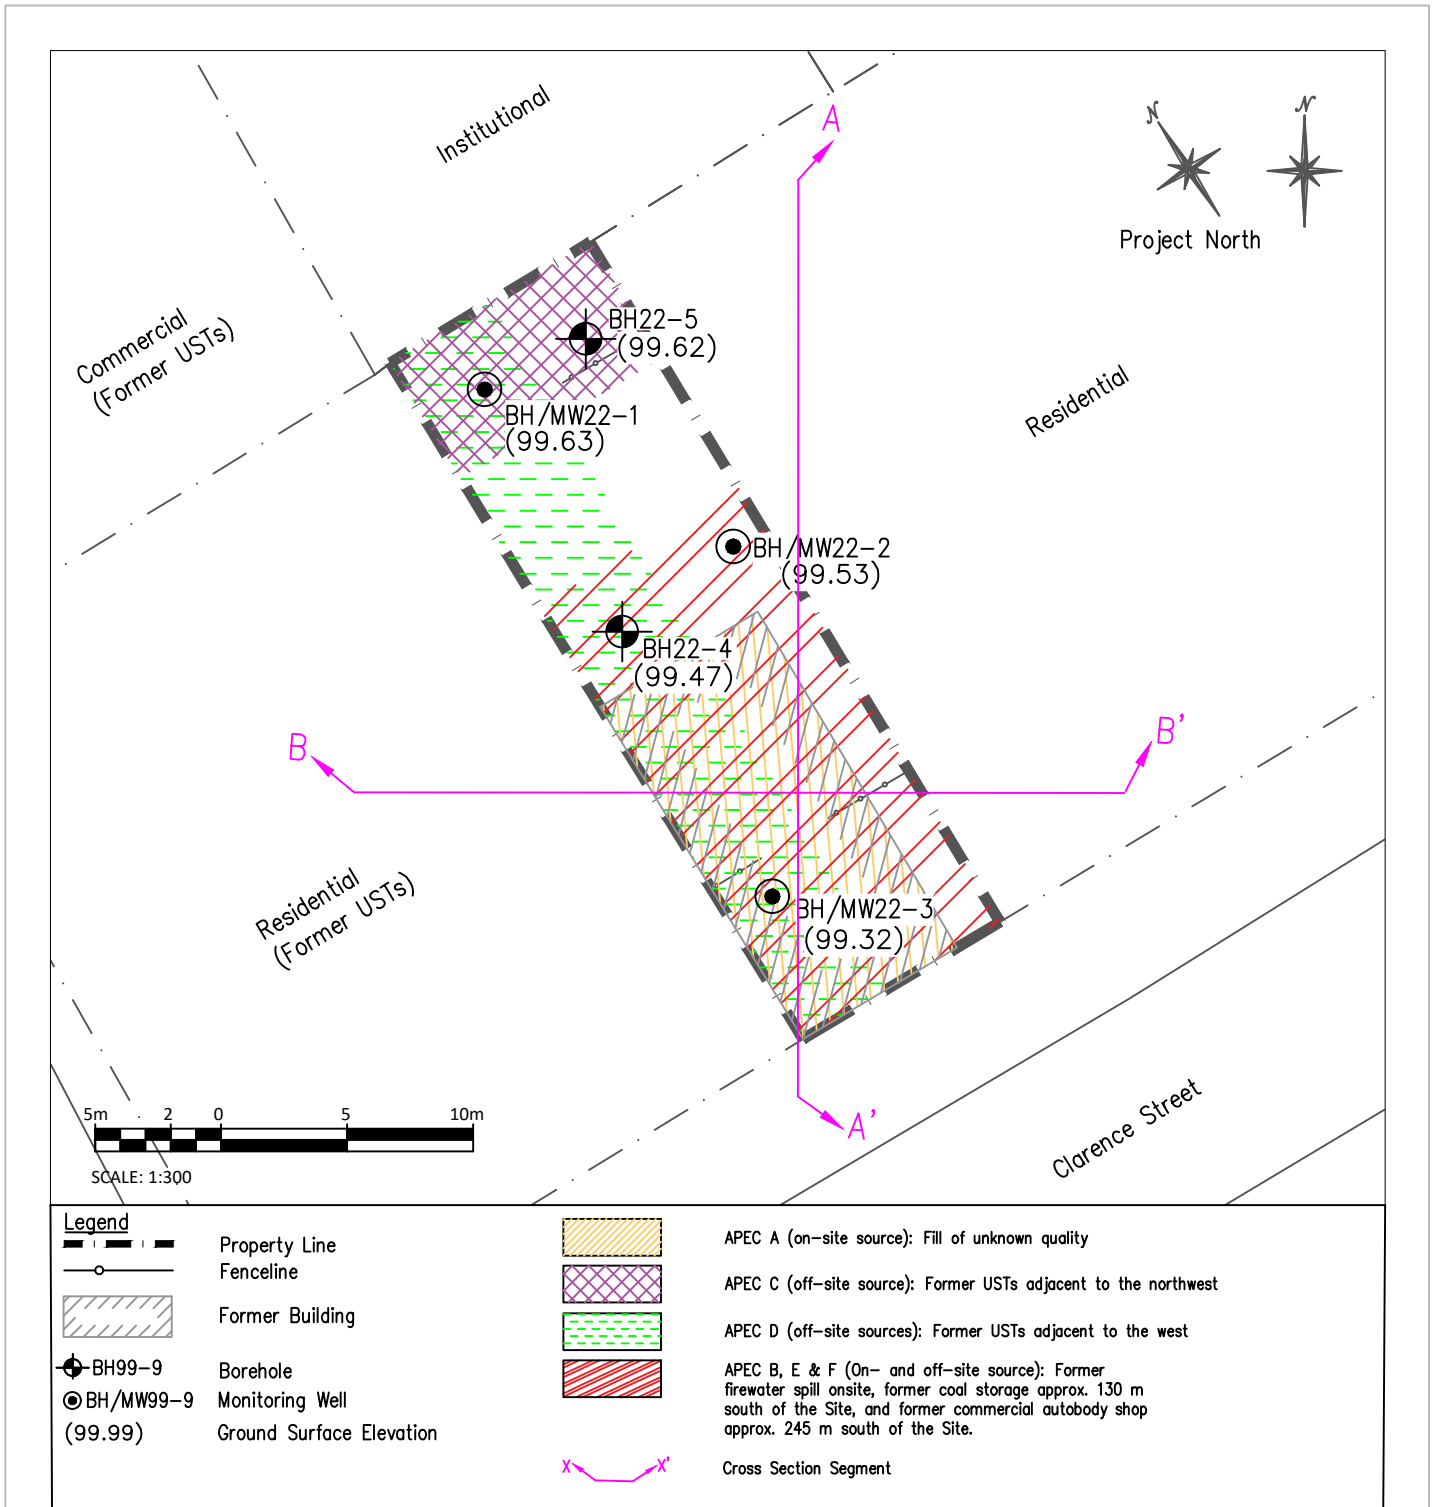 Institutional
A
N
N
Project North
Commercial
(Former USTs)
BH22-5
(99.62)
Residential
BH/MW22-1
(99.63)
BH/MW22-2
(99.53)
BH22-4
(99.47)
B
B'
Residential
(Former USTs)
BH/MW22-3
(99.32)
A'
Clarence Street
5m 2 0 5 10m
SCALE: 1:300
Legend
Property Line
Fenceline
Former Building
BH99-9 Borehole
BH/MW99-9 Monitoring Well
(99.99) Ground Surface Elevation
APEC A (on-site source): Fill of unknown quality
APEC C (off-site source): Former USTs adjacent to the northwest
APEC D (off-site sources): Former USTs adjacent to the west
APEC B, E & F (On- and off-site source): Former
firewater spill onsite, former coal storage approx. 130 m
south of the Site, and former commercial autobody shop
approx. 245 m south of the Site.
X X' Cross Section Segment